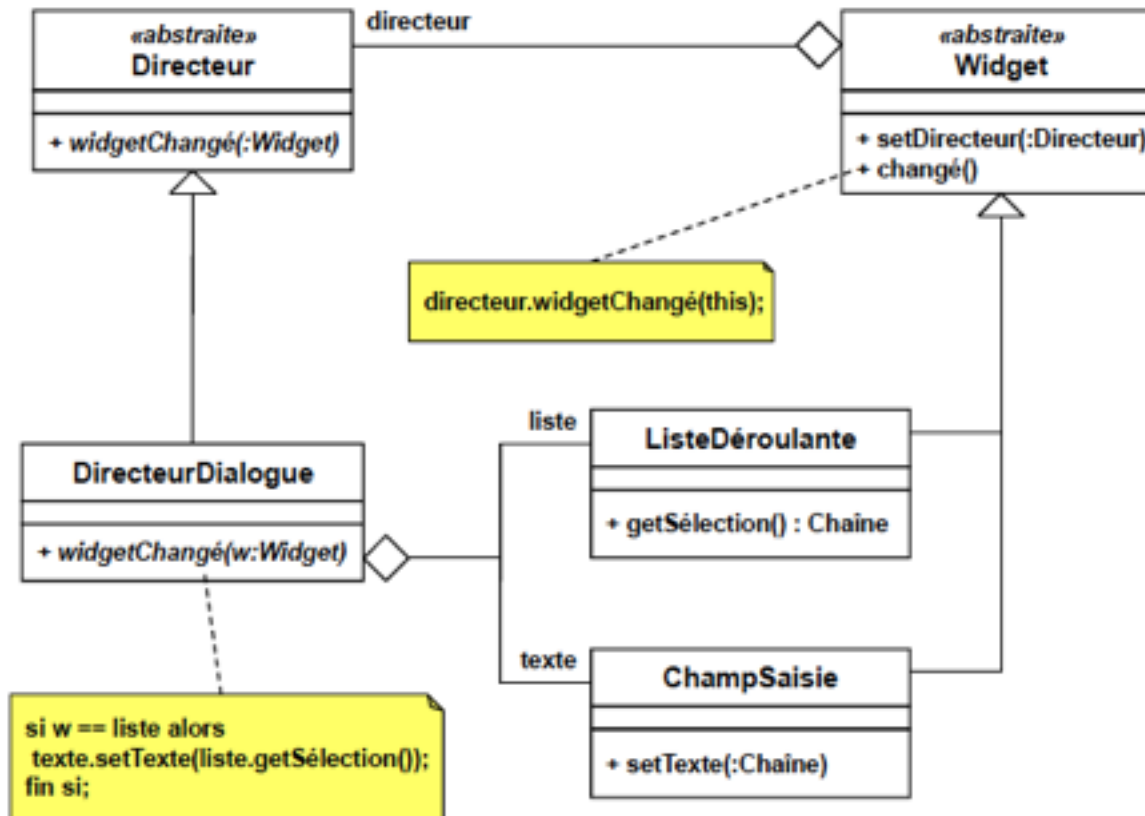 «abstraite»
Directeur
+ widgetChangé(:Widget)
directeur
«abstraite»
Widget
+ setDirecteur(:Directeur)
+ changé()
directeur.widgetChangé(this);
DirecteurDialogue
+ widgetChangé(w:Widget)
liste
ListeDéroulante
+ getSélection() : Chaîne
texte
ChampSaisie
+ setTexte(:Chaîne)
si w == liste alors
texte.setTexte(liste.getSélection());
fin si;